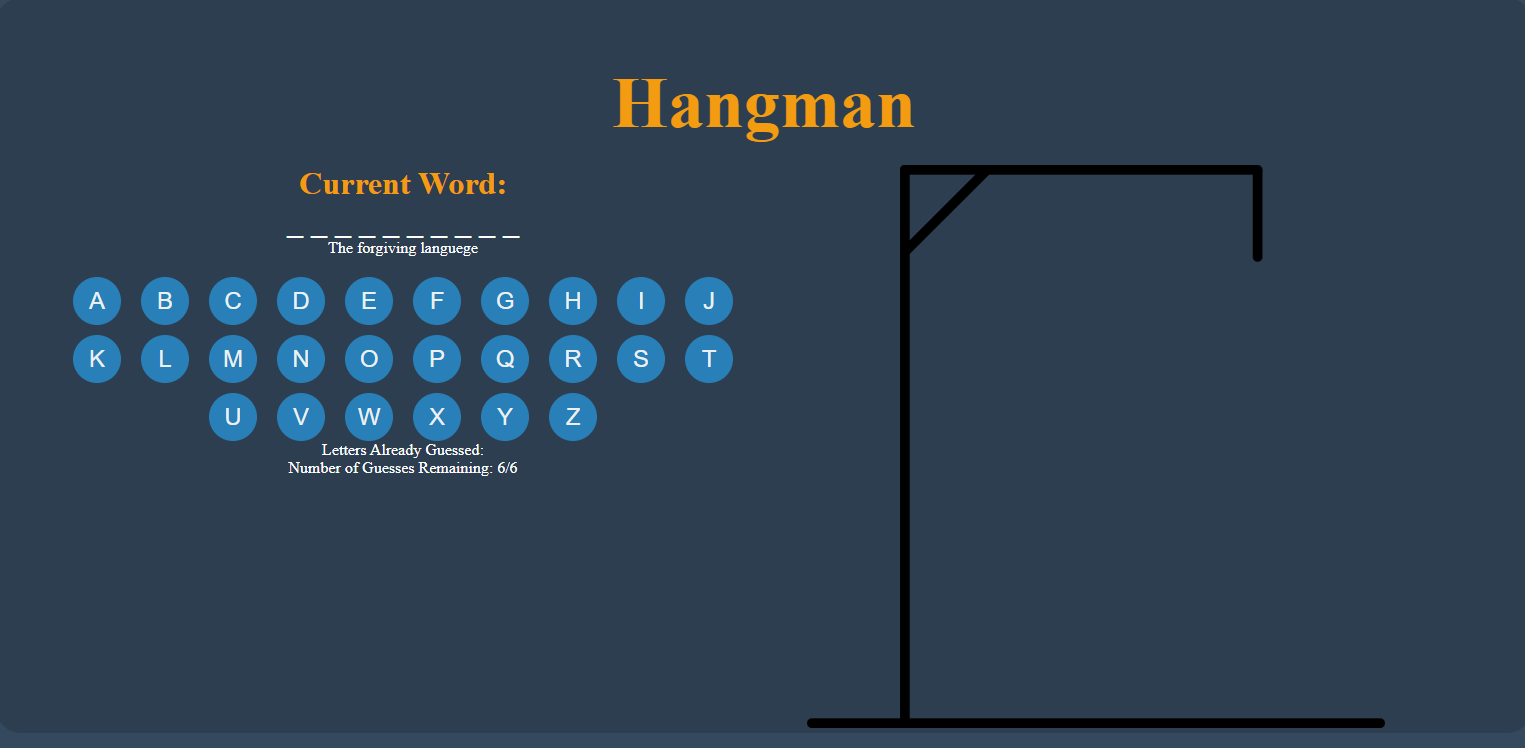 Hangman
Current Word:
_ _ _ _ _ _ _ _ _ _
The forgiving languege
A B C D E F G H I J
K L M N O P Q R S T
U V W X Y Z
Letters Already Guessed:
Number of Guesses Remaining: 6/6